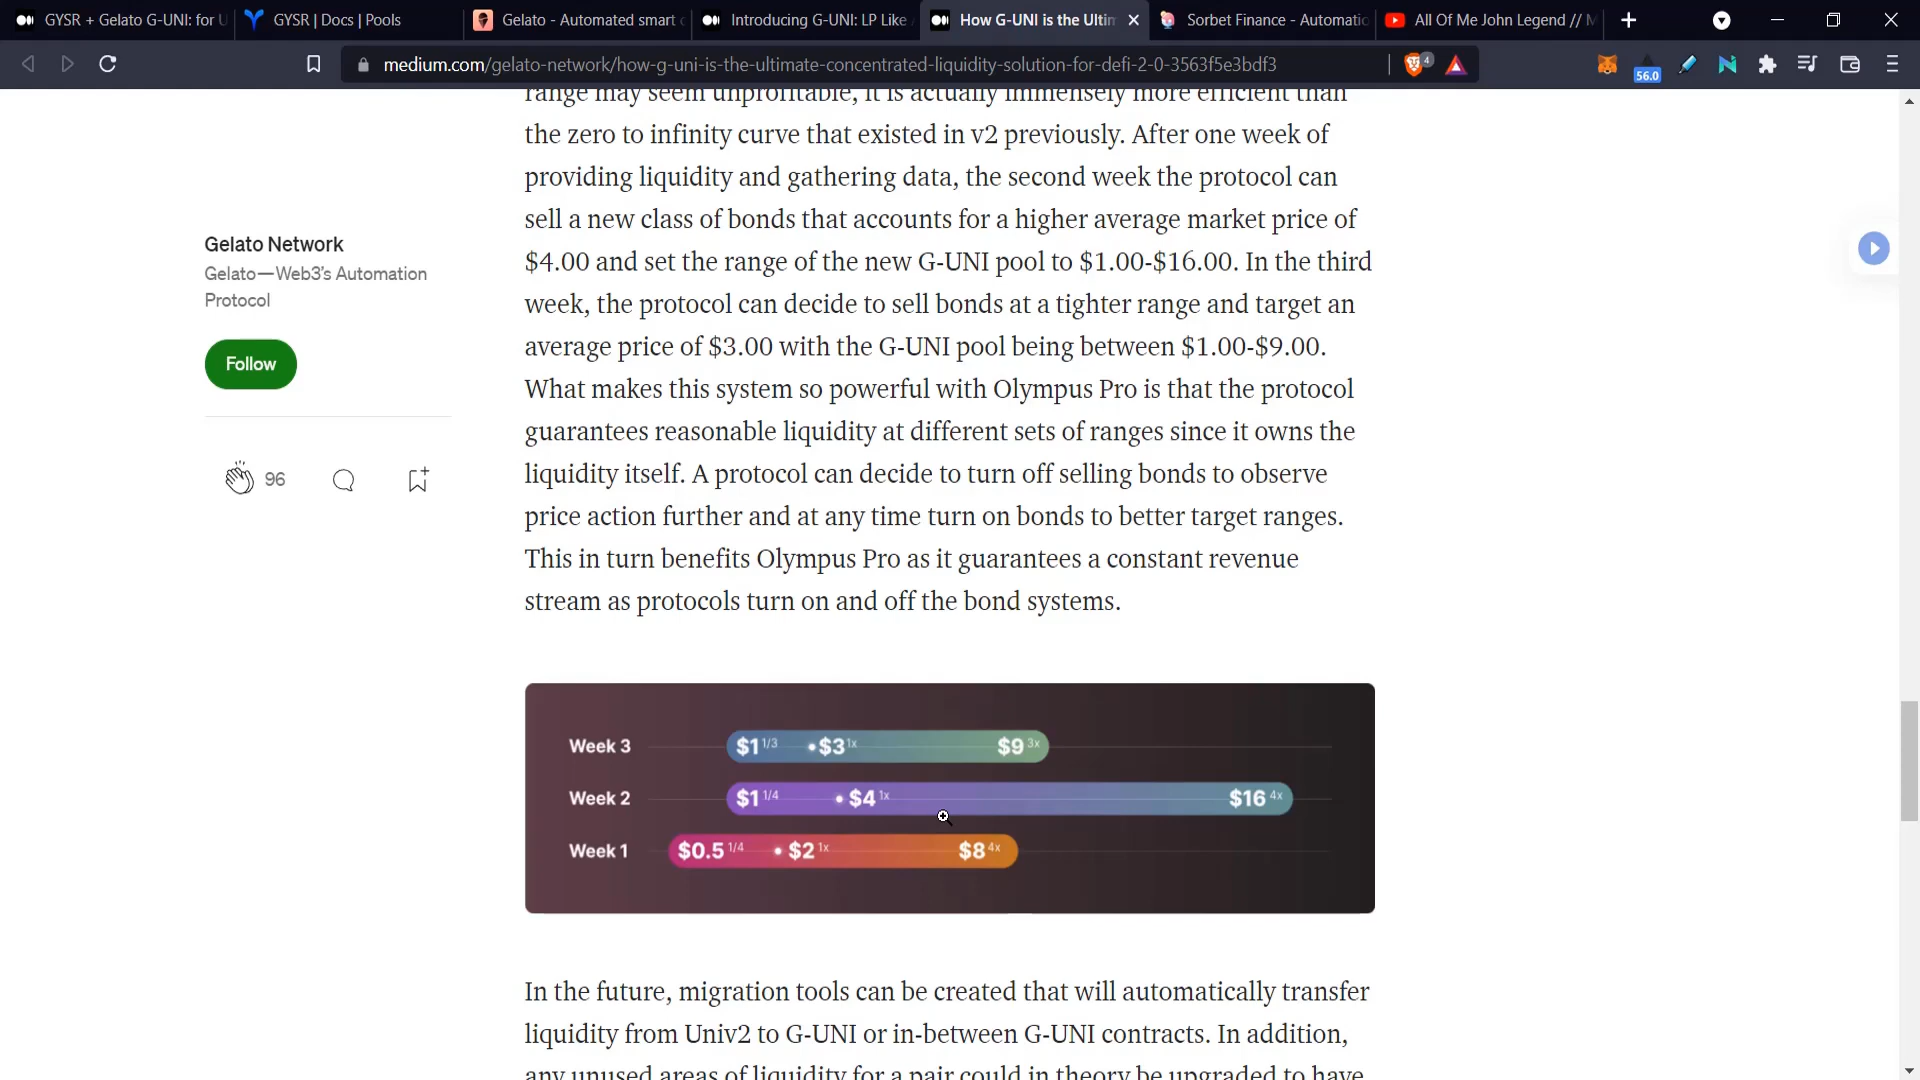 GYSR + Gelato G-UNI: for U
GYSR | Docs | Pools
Gelato - Automated smart c
Introducing G-UNI: LP Like
How G-UNI is the Ultim
Sorbet Finance - Automatio
All Of Me John Legend // M
medium.com/gelato-network/how-g-uni-is-the-ultimate-concentrated-liquidity-solution-for-defi-2-0-3563f5e3bdf3
4
56.0
range may seem unprofitable, it is actually immensely more efficient than
the zero to infinity curve that existed in v2 previously. After one week of
providing liquidity and gathering data, the second week the protocol can
sell a new class of bonds that accounts for a higher average market price of
$4.00 and set the range of the new G-UNI pool to $1.00-$16.00. In the third
week, the protocol can decide to sell bonds at a tighter range and target an
average price of $3.00 with the G-UNI pool being between $1.00-$9.00.
What makes this system so powerful with Olympus Pro is that the protocol
guarantees reasonable liquidity at different sets of ranges since it owns the
liquidity itself. A protocol can decide to turn off selling bonds to observe
price action further and at any time turn on bonds to better target ranges.
This in turn benefits Olympus Pro as it guarantees a constant revenue
stream as protocols turn on and off the bond systems.
Gelato Network
Gelato—Web3's Automation
Protocol
Follow
96
Week 3 $1 1/3 $3 1x $9 3x
Week 2 $1 1/4 $4 1x $16 4x
Week 1 $0.5 1/4 $2 1x $8 4x
In the future, migration tools can be created that will automatically transfer
liquidity from Univ2 to G-UNI or in-between G-UNI contracts. In addition,
any unused areas of liquidity for a pair could in theory be upgraded to have